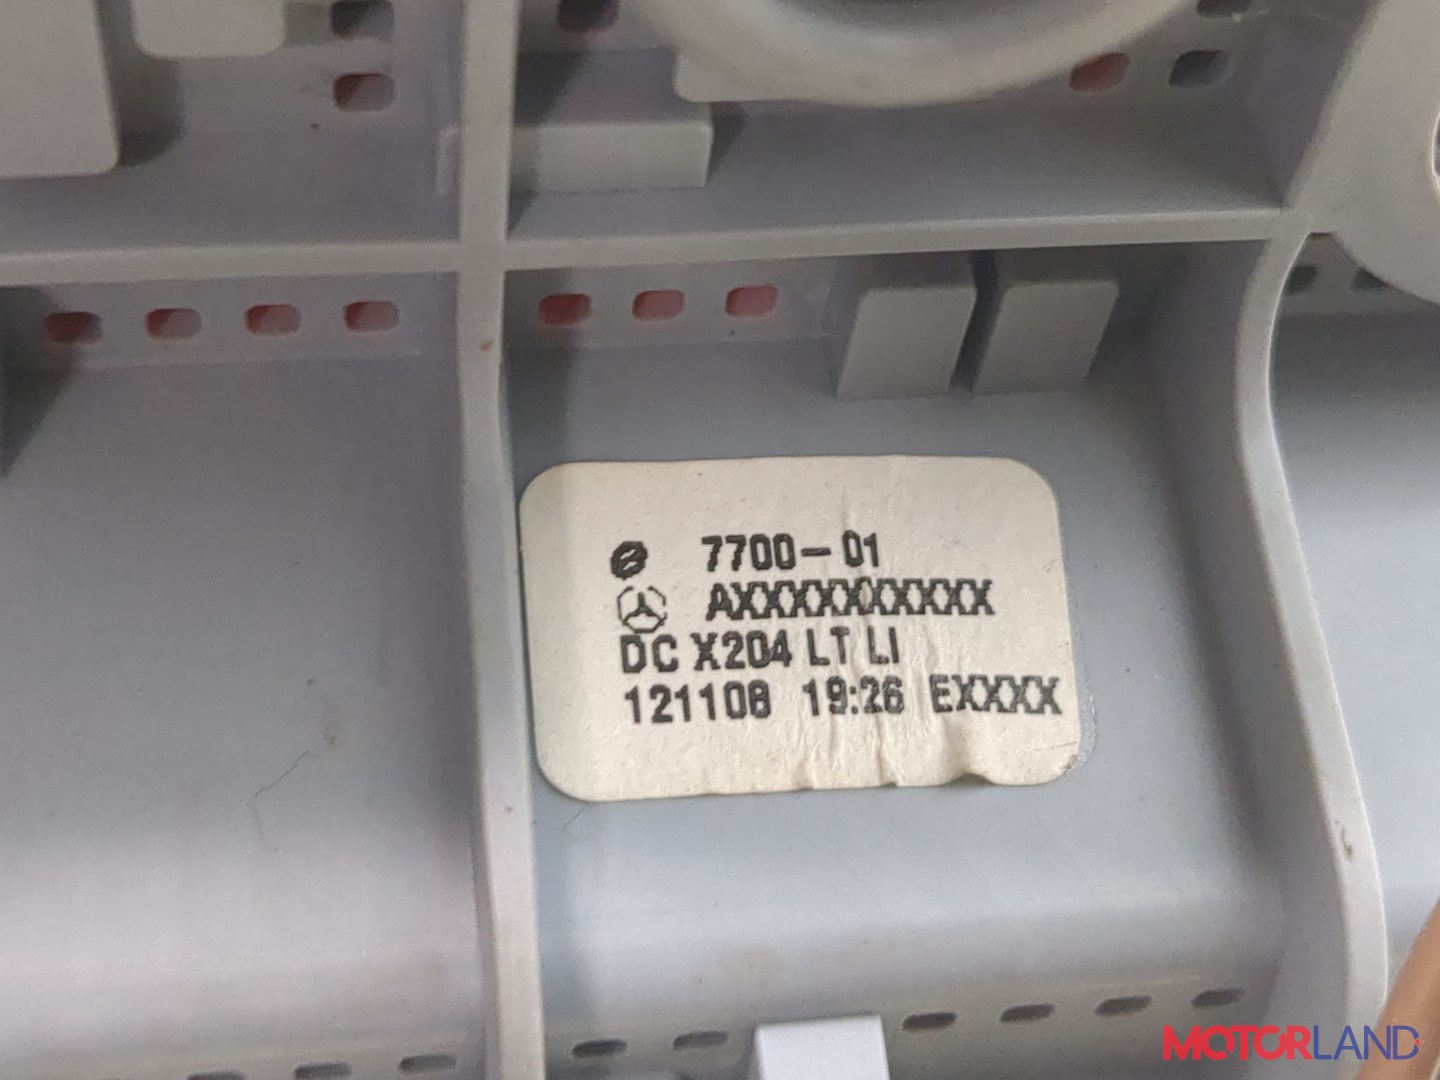 7700-01
AXXXXXXXXXX
DC X204 LT LI
121108 19:26 EXXXX
MOTORLAND